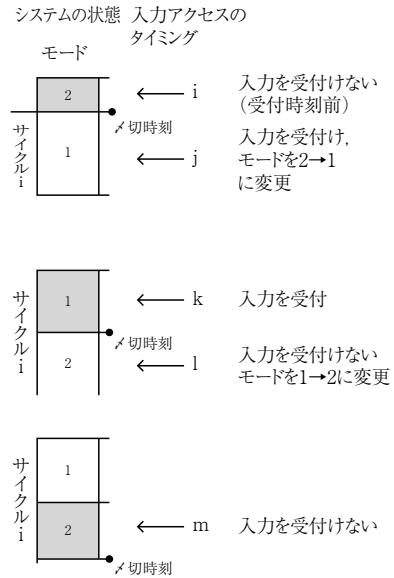 システムの状態 入力アクセスの
タイミング
モード
2
i
入力を受付けない
（受付時刻前）
〆切時刻
サイクルi
1
j
入力を受付け，
モードを2→1
に変更
サイクルi
1
k
入力を受付
〆切時刻
2
l
入力を受付けない
モードを1→2に変更
サイクルi
1
2
m
入力を受付けない
〆切時刻